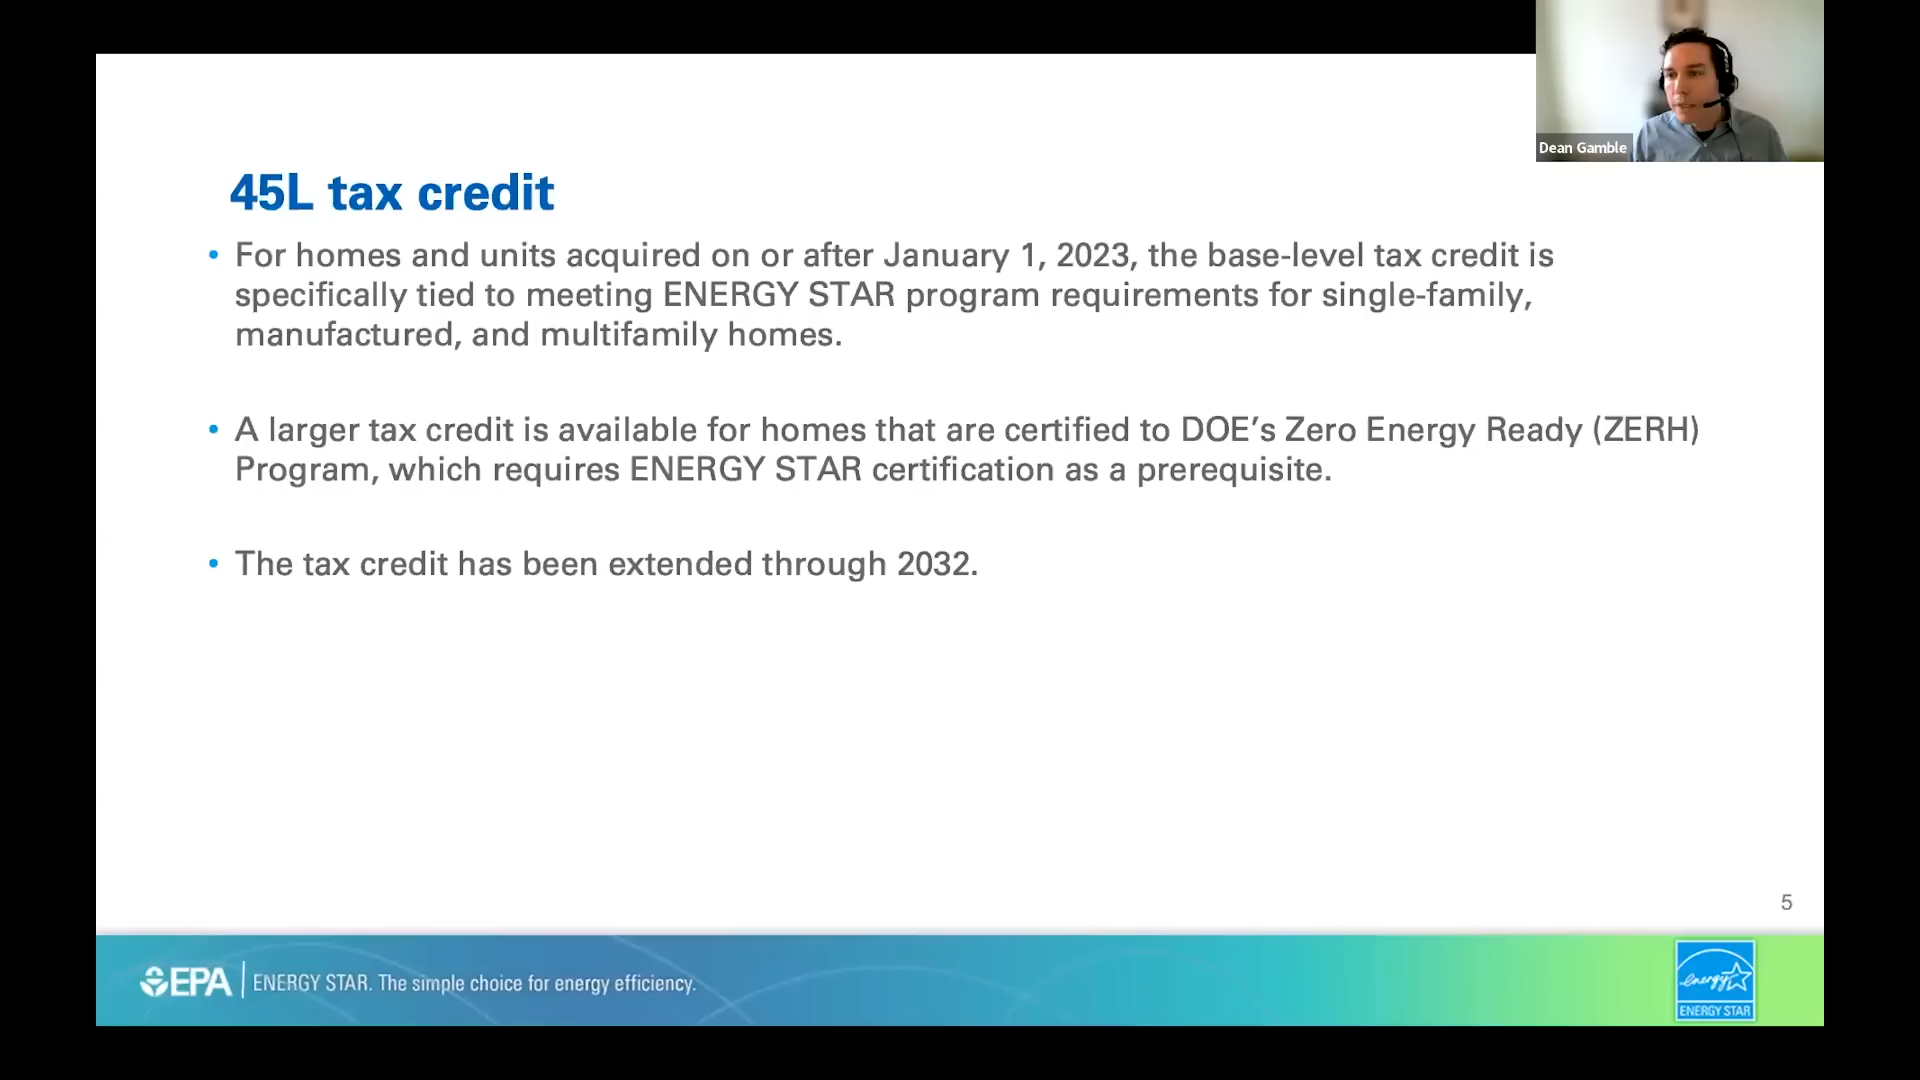 Dean Gamble
45L tax credit
• For homes and units acquired on or after January 1, 2023, the base-level tax credit is
specifically tied to meeting ENERGY STAR program requirements for single-family,
manufactured, and multifamily homes.
• A larger tax credit is available for homes that are certified to DOE’s Zero Energy Ready (ZERH)
Program, which requires ENERGY STAR certification as a prerequisite.
• The tax credit has been extended through 2032.
5
EPA ENERGY STAR. The simple choice for energy efficiency.
energy
ENERGY STAR